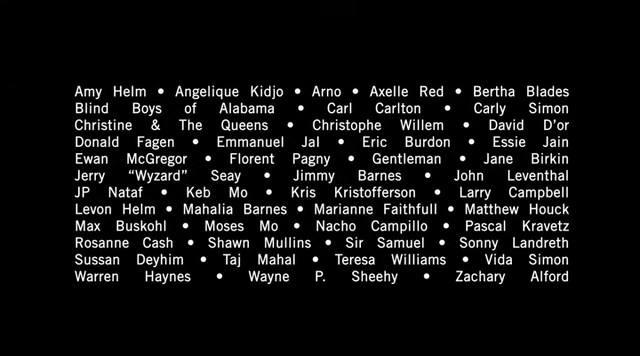 Amy Helm • Angelique Kidjo • Arno • Axelle Red • Bertha Blades
Blind Boys of Alabama • Carl Carlton • Carly Simon
Christine & The Queens • Christophe Willem • David D'or
Donald Fagen • Emmanuel Jal • Eric Burdon • Essie Jain
Ewan McGregor • Florent Pagny • Gentleman • Jane Birkin
Jerry “Wyzard” Seay • Jimmy Barnes • John Leventhal
JP Nataf • Keb Mo • Kris Kristofferson • Larry Campbell
Levon Helm • Mahalia Barnes • Marianne Faithfull • Matthew Houck
Max Buskohl • Moses Mo • Nacho Campillo • Pascal Kravetz
Rosanne Cash • Shawn Mullins • Sir Samuel • Sonny Landreth
Sussan Deyhim • Taj Mahal • Teresa Williams • Vida Simon
Warren Haynes • Wayne P. Sheehy • Zachary Alford